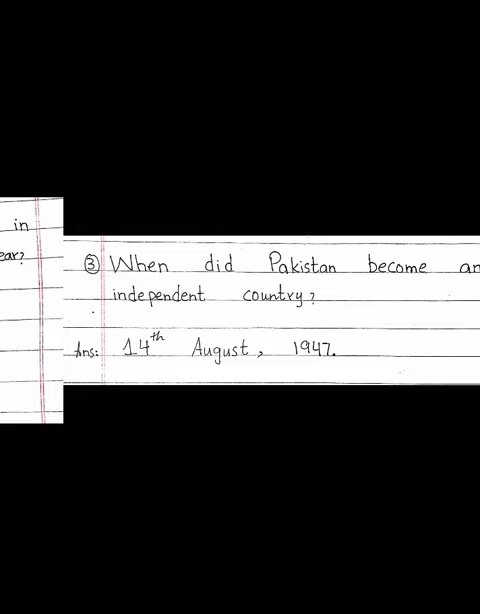 in
ear?
③ When did Pakistan become an
independent country?
Ans: 14th August, 1947.